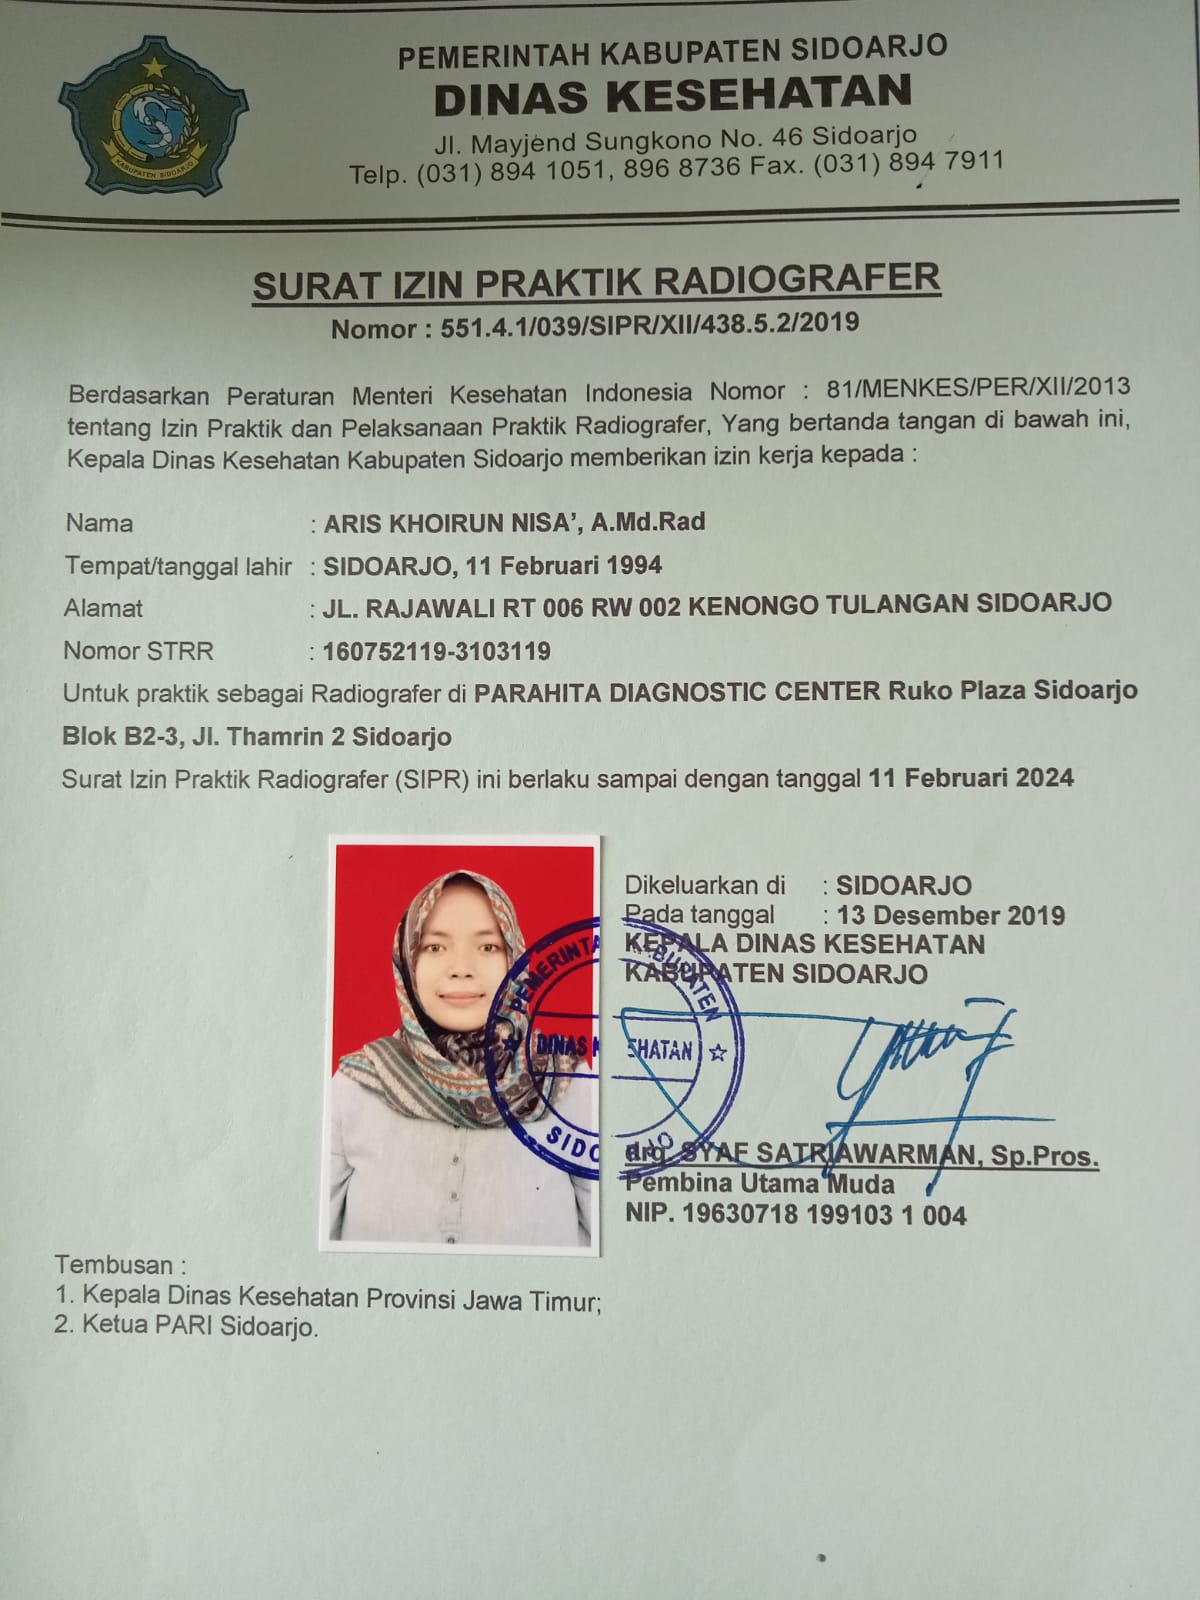 PEMERINTAH KABUPATEN SIDOARJO
DINAS KESEHATAN
Jl. Mayjend Sungkono No. 46 Sidoarjo
Telp. (031) 894 1051, 896 8736 Fax. (031) 894 7911
KABUPATEN SIDOARJO
SURAT IZIN PRAKTIK RADIOGRAFER
Nomor : 551.4.1/039/SIPR/XII/438.5.2/2019
Berdasarkan Peraturan Menteri Kesehatan Indonesia Nomor : 81/MENKES/PER/XII/2013
tentang Izin Praktik dan Pelaksanaan Praktik Radiografer, Yang bertanda tangan di bawah ini,
Kepala Dinas Kesehatan Kabupaten Sidoarjo memberikan izin kerja kepada :
Nama : ARIS KHOIRUN NISA', A.Md.Rad
Tempat/tanggal lahir : SIDOARJO, 11 Februari 1994
Alamat : JL. RAJAWALI RT 006 RW 002 KENONGO TULANGAN SIDOARJO
Nomor STRR : 160752119-3103119
Untuk praktik sebagai Radiografer di PARAHITA DIAGNOSTIC CENTER Ruko Plaza Sidoarjo
Blok B2-3, Jl. Thamrin 2 Sidoarjo
Surat Izin Praktik Radiografer (SIPR) ini berlaku sampai dengan tanggal 11 Februari 2024
Dikeluarkan di : SIDOARJO
Pada tanggal : 13 Desember 2019
KEPALA DINAS KESEHATAN
KABUPATEN SIDOARJO
PEMERINTA BUPATEN
DINAS K EHATAN
SIDO RJO
drg. SYAF SATRIAWARMAN, Sp.Pros.
Pembina Utama Muda
NIP. 19630718 199103 1 004
Tembusan :
1. Kepala Dinas Kesehatan Provinsi Jawa Timur;
2. Ketua PARI Sidoarjo.